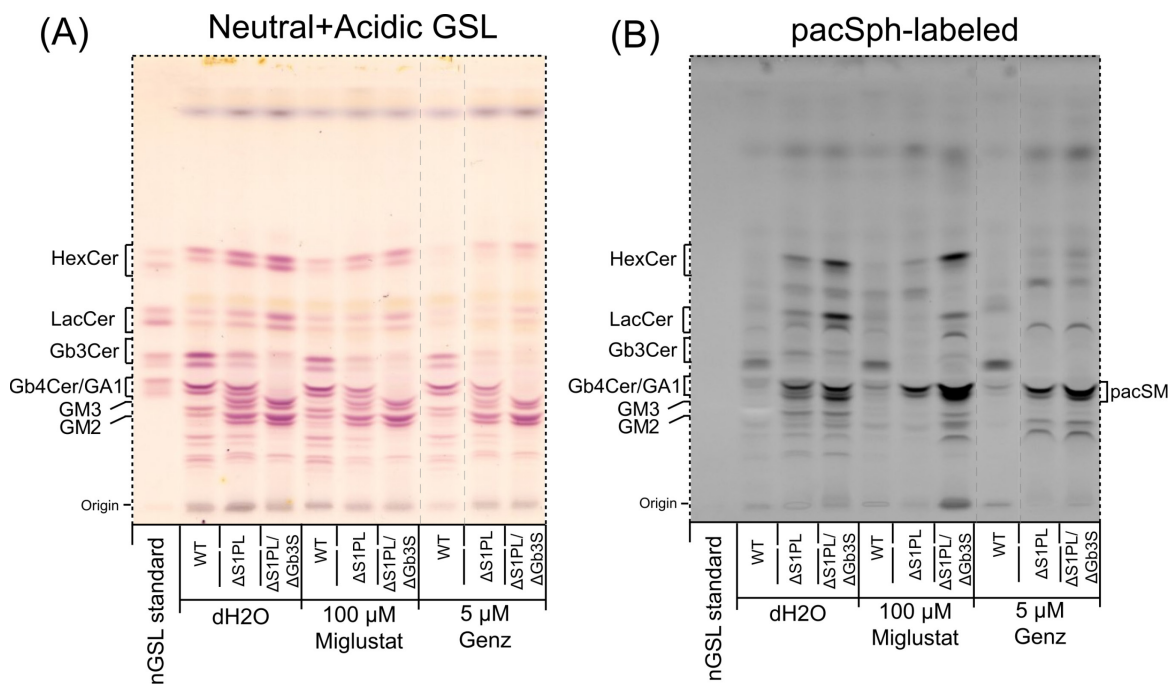 (A) Neutral+Acidic GSL
HexCer
LacCer
Gb3Cer
Gb4Cer/GA1
GM3
GM2
Origin
nGSL standard
WT
ΔS1PL
ΔS1PL/
ΔGb3S
WT
ΔS1PL
ΔS1PL/
ΔGb3S
WT
ΔS1PL
ΔS1PL/
ΔGb3S
dH2O
100 µM
Miglustat
5 µM
Genz
(B) pacSph-labeled
HexCer
LacCer
Gb3Cer
Gb4Cer/GA1
GM3
GM2
Origin
pacSM
nGSL standard
WT
ΔS1PL
ΔS1PL/
ΔGb3S
WT
ΔS1PL
ΔS1PL/
ΔGb3S
WT
ΔS1PL
ΔS1PL/
ΔGb3S
dH2O
100 µM
Miglustat
5 µM
Genz